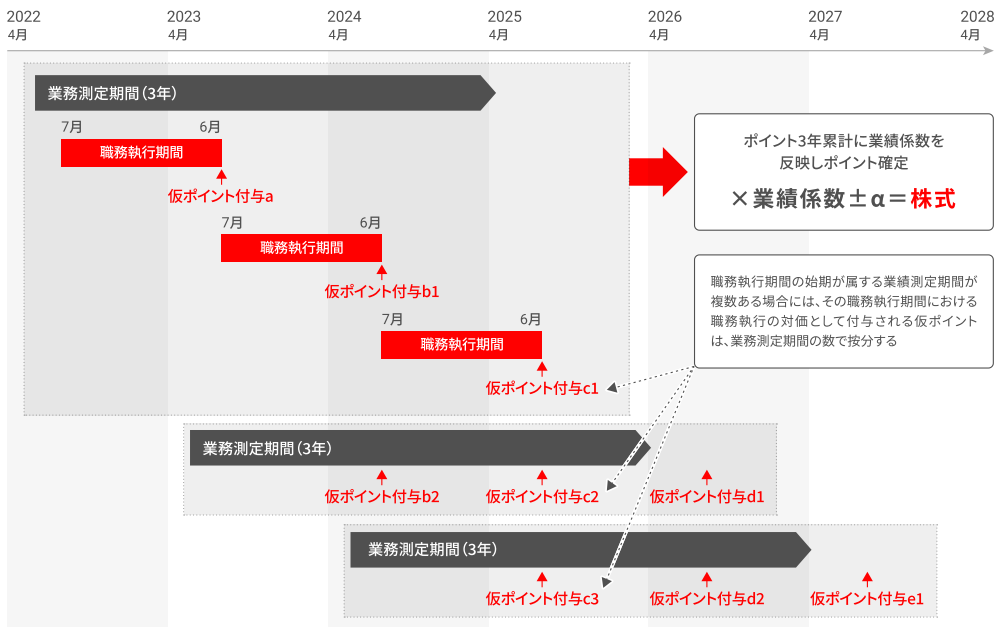 2022
4月
2023
4月
2024
4月
2025
4月
2026
4月
2027
4月
2028
4月
業務測定期間(3年)
7月
6月
職務執行期間
仮ポイント付与a
7月
6月
職務執行期間
仮ポイント付与b1
7月
6月
職務執行期間
仮ポイント付与c1
ポイント3年累計に業績係数を
反映しポイント確定
×業績係数±α=株式
職務執行期間の始期が属する業績測定期間が
複数ある場合には、その職務執行期間における
職務執行の対価として付与される仮ポイント
は、業務測定期間の数で按分する
業務測定期間(3年)
仮ポイント付与b2
仮ポイント付与c2
仮ポイント付与d1
業務測定期間(3年)
仮ポイント付与c3
仮ポイント付与d2
仮ポイント付与e1